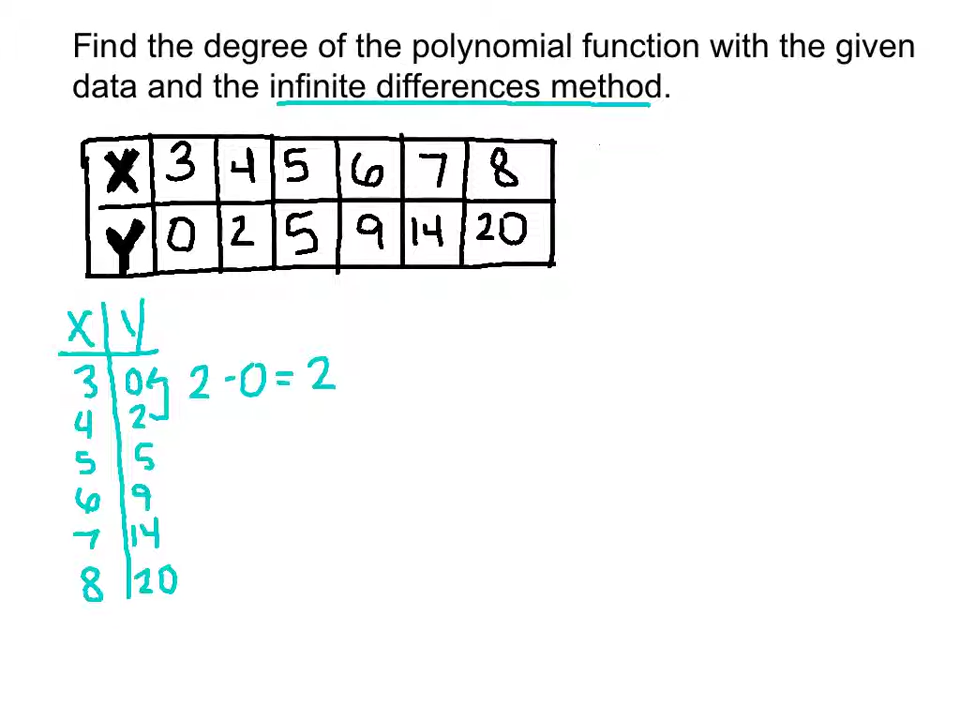 Find the degree of the polynomial function with the given
data and the infinite differences method.
X 3 4 5 6 7 8
Y 0 2 5 9 14 20
X Y
3 0 2 - 0 = 2
4 2
5 5
6 9
7 14
8 20